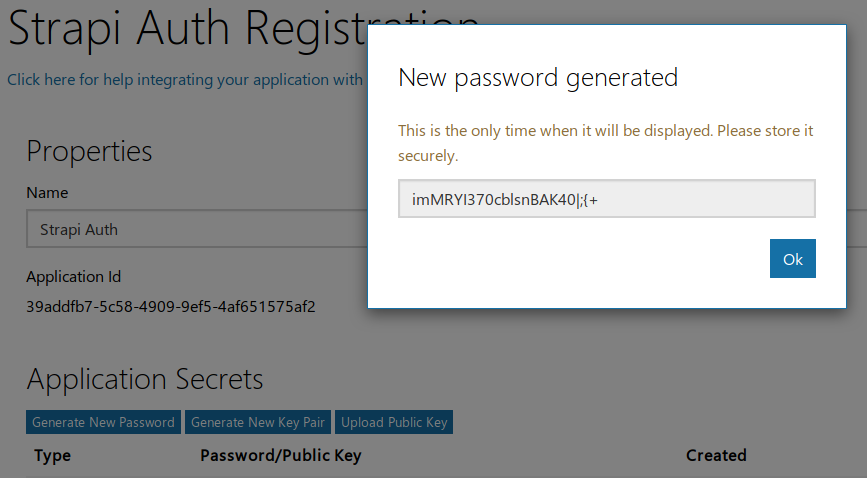 Strapi Auth Registration
Click here for help integrating your application with
New password generated
This is the only time when it will be displayed. Please store it
securely.
imMRYI370cblsnBAK40|;{+
Ok
Properties
Name
Strapi Auth
Application Id
39addfb7-5c58-4909-9ef5-4af651575af2
Application Secrets
Generate New Password Generate New Key Pair Upload Public Key
Type Password/Public Key Created